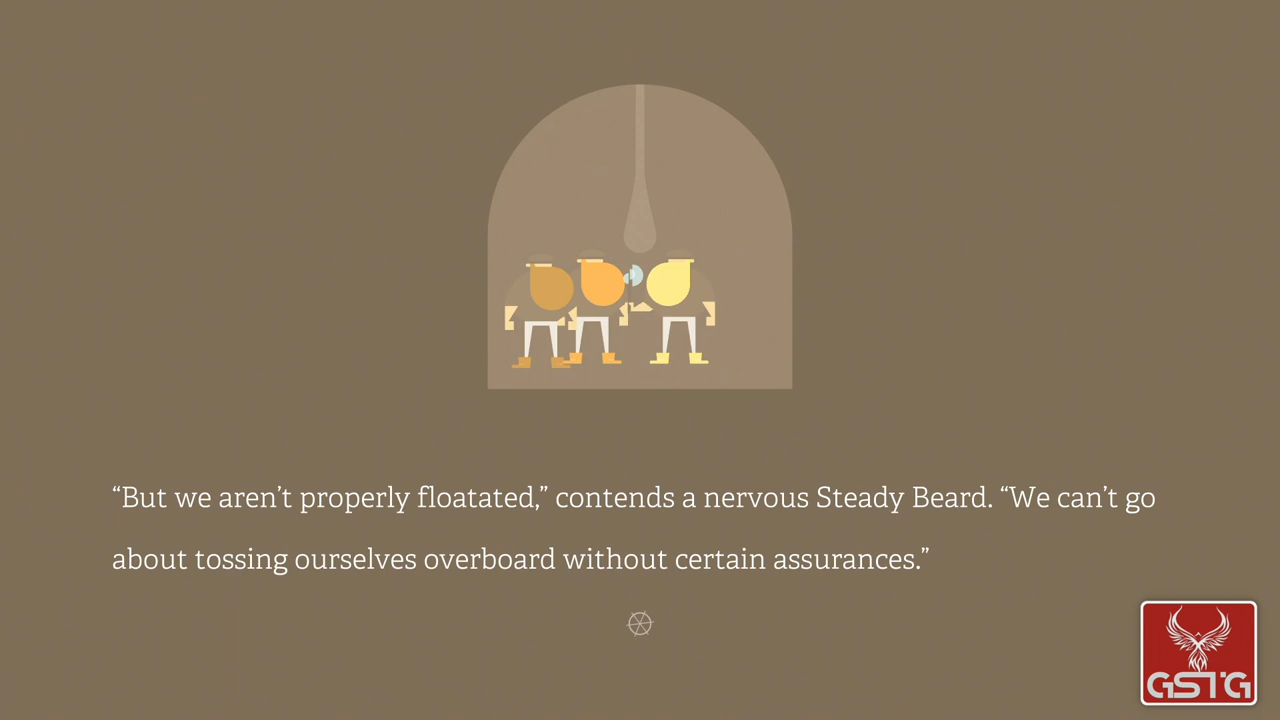 “But we aren’t properly floatated,” contends a nervous Steady Beard. “We can’t go
about tossing ourselves overboard without certain assurances.”
GSTG